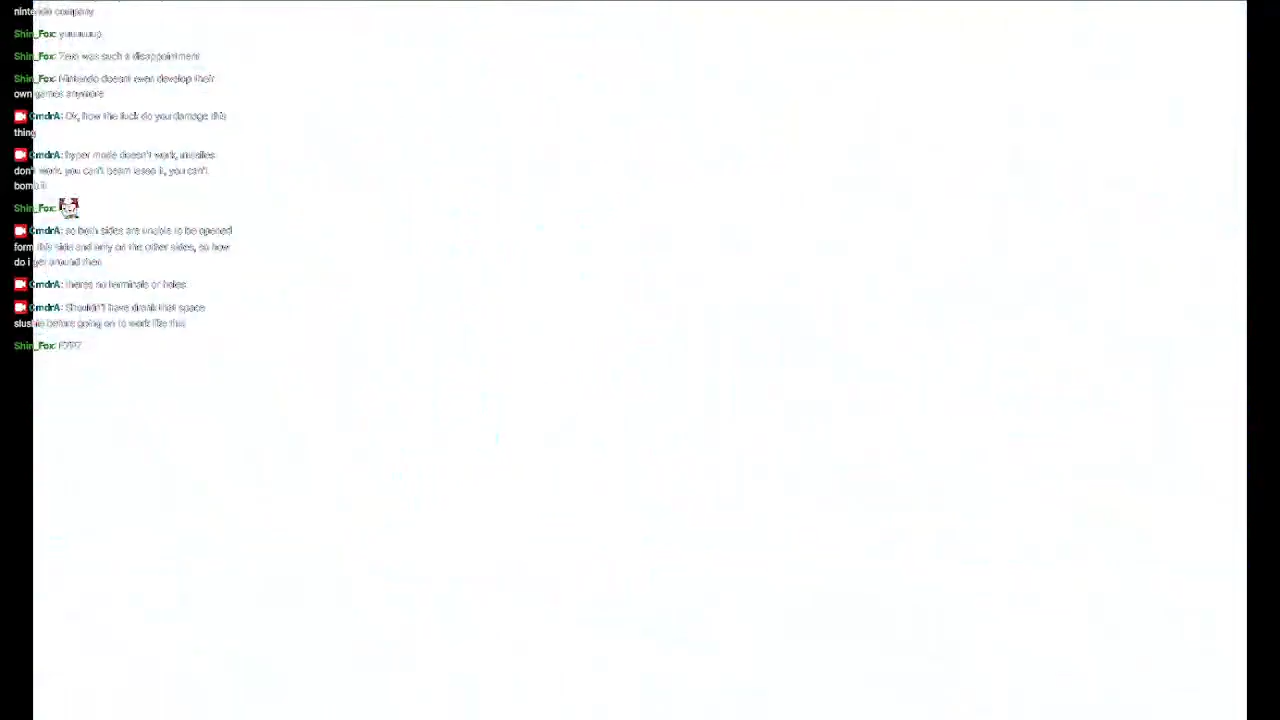 nintendo company
Shin_Fox: yuuuuuup
Shin_Fox: Zero was such a disappointment
Shin_Fox: Nintendo doesnt even develop their
own games anymore
CmdrA: Ok, how the fuck do you damage this
thing
CmdrA: hyper mode doesn't work, missiles
don't work. you can't beam lasso it, you can't
bomb it
Shin_Fox:
CmdrA: so both sides are unable to be opened
form this side and only on the other sides, so how
do i get around then
CmdrA: theres no terminals or holes
CmdrA: Shouldn't have drank that space
slushie before going on to work like this
Shin_Fox: